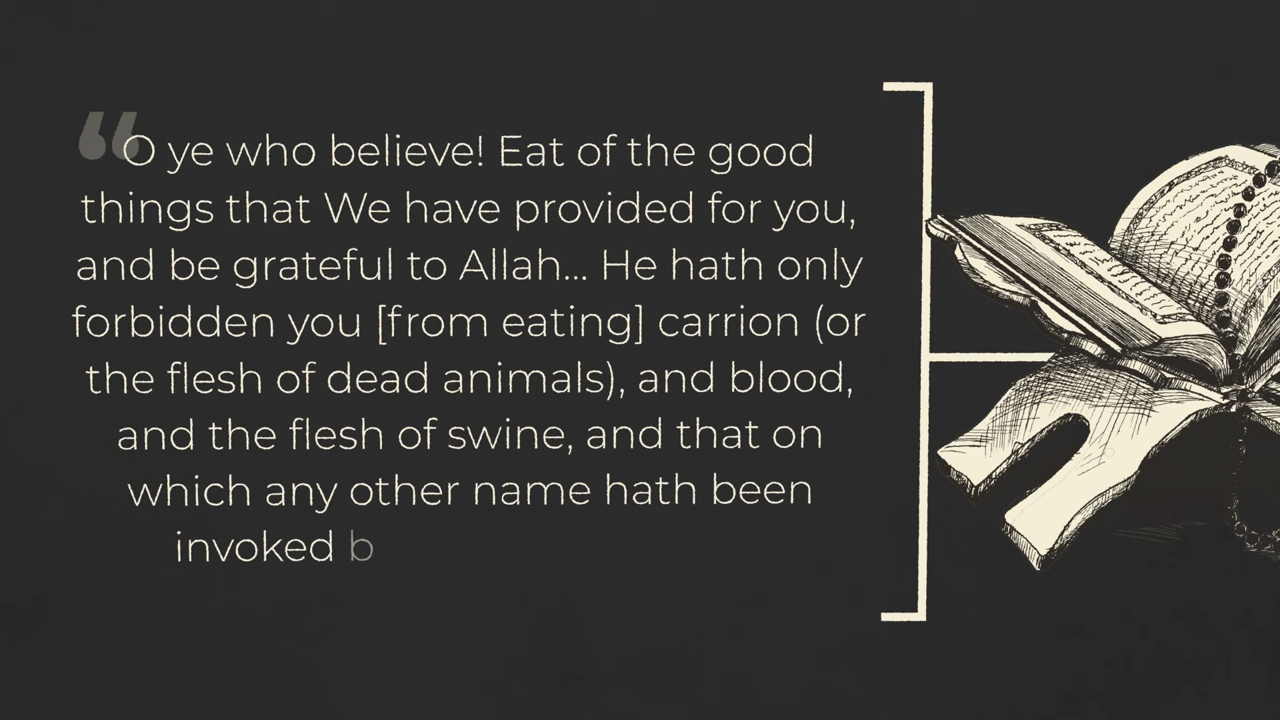 “O ye who believe! Eat of the good
things that We have provided for you,
and be grateful to Allah... He hath only
forbidden you [from eating] carrion (or
the flesh of dead animals), and blood,
and the flesh of swine, and that on
which any other name hath been
invoked b